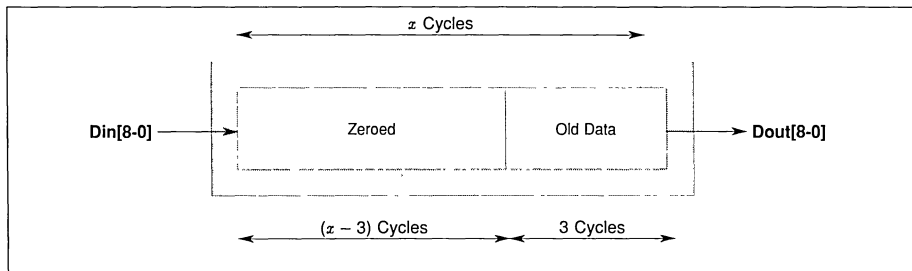 x Cycles
Din[8-0] Zeroed Old Data Dout[8-0]
(x − 3) Cycles 3 Cycles